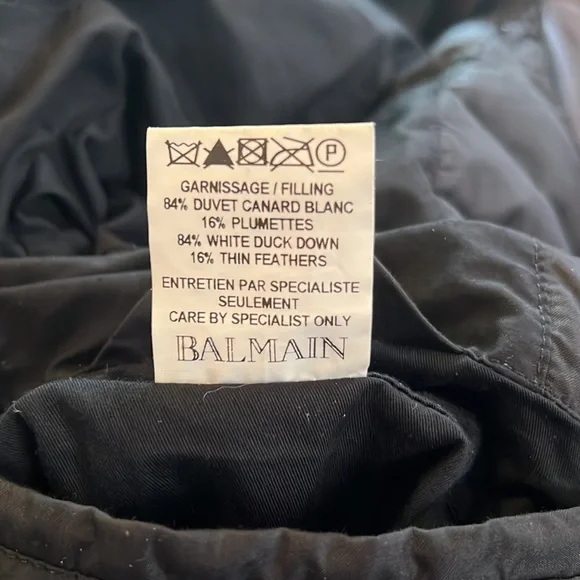 P
GARNISSAGE / FILLING
84% DUVET CANARD BLANC
16% PLUMETTES
84% WHITE DUCK DOWN
16% THIN FEATHERS
ENTRETIEN PAR SPECIALISTE
SEULEMENT
CARE BY SPECIALIST ONLY
BALMAIN